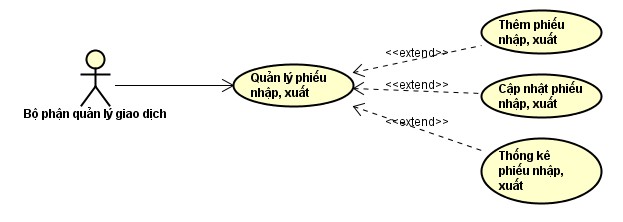 Bộ phận quản lý giao dịch
Quản lý phiếu
nhập, xuất
<<extend>>
<<extend>>
<<extend>>
Thêm phiếu
nhập, xuất
Cập nhật phiếu
nhập, xuất
Thống kê
phiếu nhập,
xuất